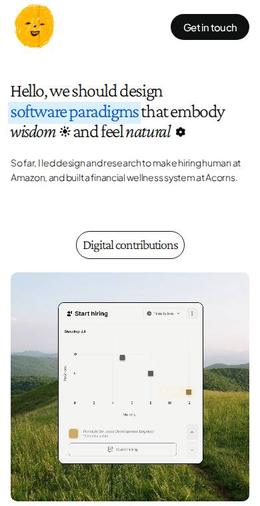 Get in touch
Hello, we should design
software paradigms that embody
wisdom and feel natural
So far, I led design and research to make hiring human at
Amazon, and built a financial wellness system at Acorns.
Digital contributions
Start hiring